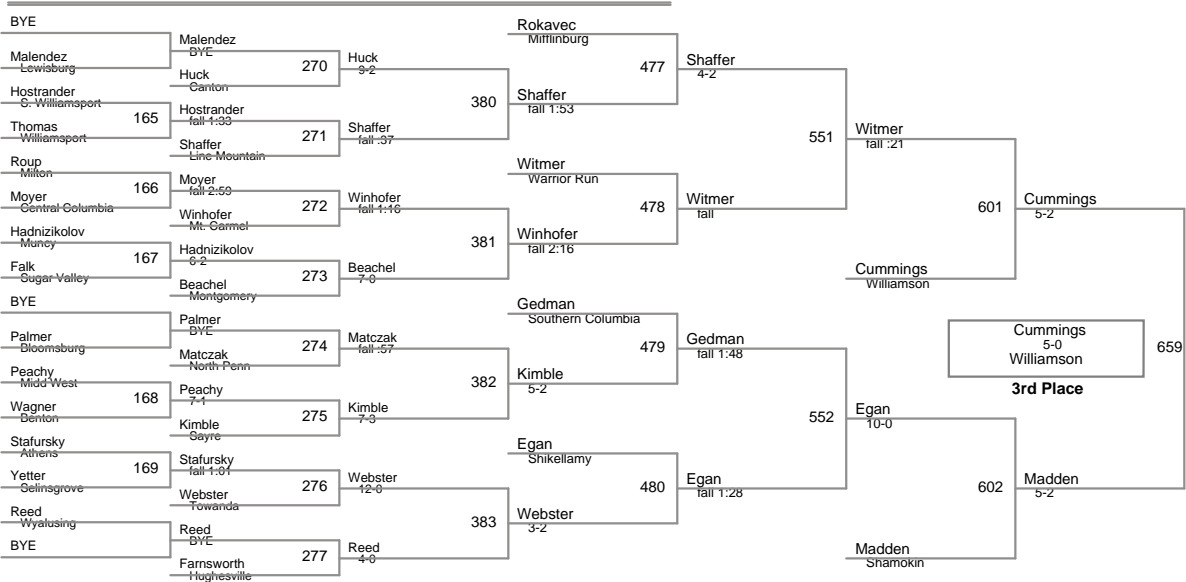 BYE
Malendez
Lewisburg
Hostrander
S. Williamsport
165
Thomas
Williamsport
Roup
Milton
166
Moyer
Central Columbia
Hadnizikolov
Muncy
167
Falk
Sugar Valley
BYE
Palmer
Bloomsburg
Peachy
Midd West
168
Wagner
Benton
Stafursky
Athens
169
Yetter
Selinsgrove
Reed
Wyalusing
BYE
Malendez
BYE
270
Huck
Canton
Hostrander
fall 1:33
271
Shaffer
Line Mountain
Moyer
fall 2:59
272
Winhofer
Mt. Carmel
Hadnizikolov
6-2
273
Beachel
Montgomery
Palmer
BYE
274
Matczak
North Penn
Peachy
7-1
275
Kimble
Sayre
Stafursky
fall 1:01
276
Webster
Towanda
Reed
BYE
277
Farnsworth
Hughesville
Huck
9-2
380
Shaffer
fall :37
Winhofer
fall 1:16
381
Beachel
7-0
Matczak
fall :57
382
Kimble
7-3
Webster
12-0
383
Reed
4-0
Rokavec
Mifflinburg
477
Shaffer
fall 1:53
Witmer
Warrior Run
478
Winhofer
fall 2:16
Gedman
Southern Columbia
479
Kimble
5-2
Egan
Shikellamy
480
Webster
3-2
Shaffer
4-2
551
Witmer
fall
Gedman
fall 1:48
552
Egan
fall 1:28
Witmer
fall :21
601
Cummings
Williamson
Egan
10-0
602
Madden
Shamokin
Cummings
5-2
Cummings
5-0
Williamson
659
3rd Place
Madden
5-2